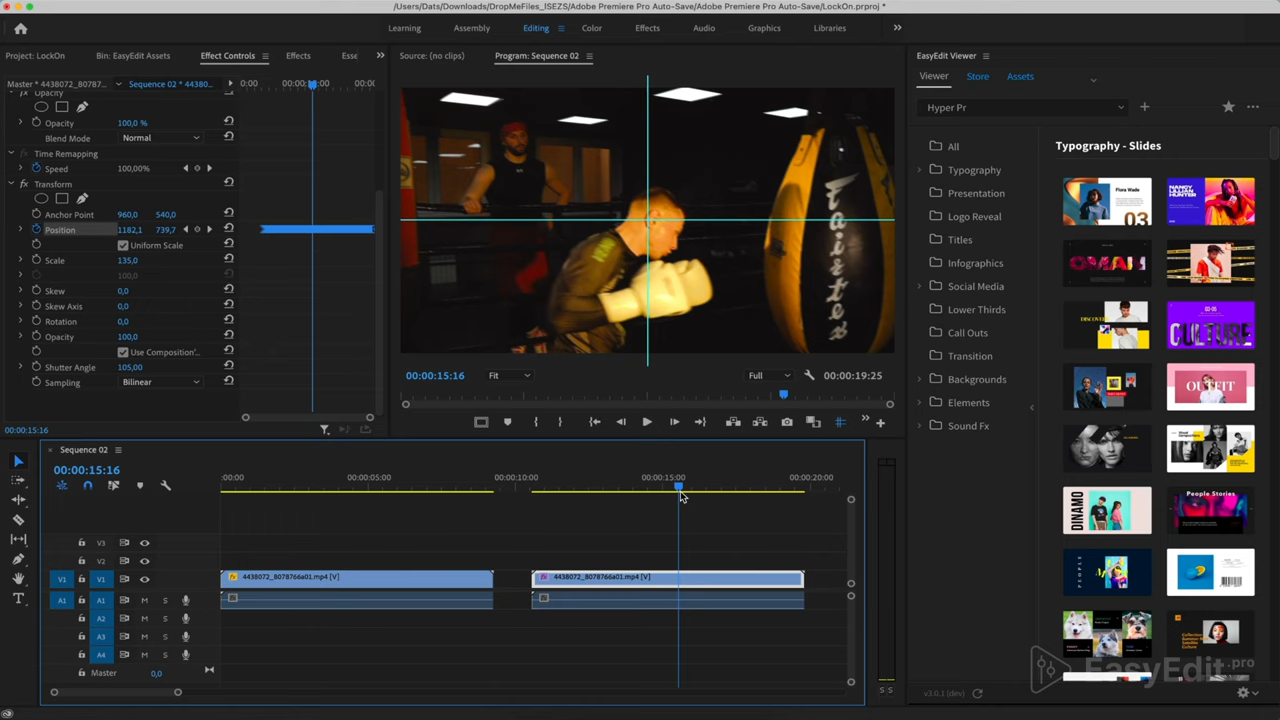 /Users/Dats/Downloads/DropMeFiles_ISEZS/Adobe Premiere Pro Auto-Save/Adobe Premiere Pro Auto-Save/LockOn.prproj *
Learning
Assembly
Editing
Color
Effects
Audio
Graphics
Libraries
Project: LockOn
Bin: EasyEdit Assets
Effect Controls
Effects
Esse
Master * 4438072_80787...
Sequence 02 * 44380...
0:00
00:00:15:00
00:00
Opacity
Opacity
100,0 %
Blend Mode
Normal
Time Remapping
Speed
100,00%
Transform
Anchor Point
960,0
540,0
Position
1182,1
739,7
Uniform Scale
Scale
135,0
100,0
Skew
0,0
Skew Axis
0,0
Rotation
0,0
Opacity
100,0
Use Composition'...
Shutter Angle
105,00
Sampling
Bilinear
00:00:15:16
Source: (no clips)
Program: Sequence 02
fairtex
00:00:15:16
Fit
Full
00:00:19:25
EasyEdit Viewer
Viewer
Store
Assets
Hyper Pr
All
Typography
Presentation
Logo Reveal
Titles
Infographics
Social Media
Lower Thirds
Call Outs
Transition
Backgrounds
Elements
Sound Fx
Typography - Slides
Flora Wade
03
NANCY
HUNTER
OMAH
DISCOVER
CULTURE
OUTFIT
DINAMO
People Stories
EasyEdit.pro
v3.0.1 (dev)
Sequence 02
00:00:15:16
:00:00
00:00:05:00
00:00:10:00
00:00:15:00
00:00:20:00
V3
V2
V1
V1
4438072_8078766a01.mp4 [V]
4438072_8078766a01.mp4 [V]
A1
A1
M
S
A2
M
S
A3
M
S
A4
M
S
Master
0,0
S S